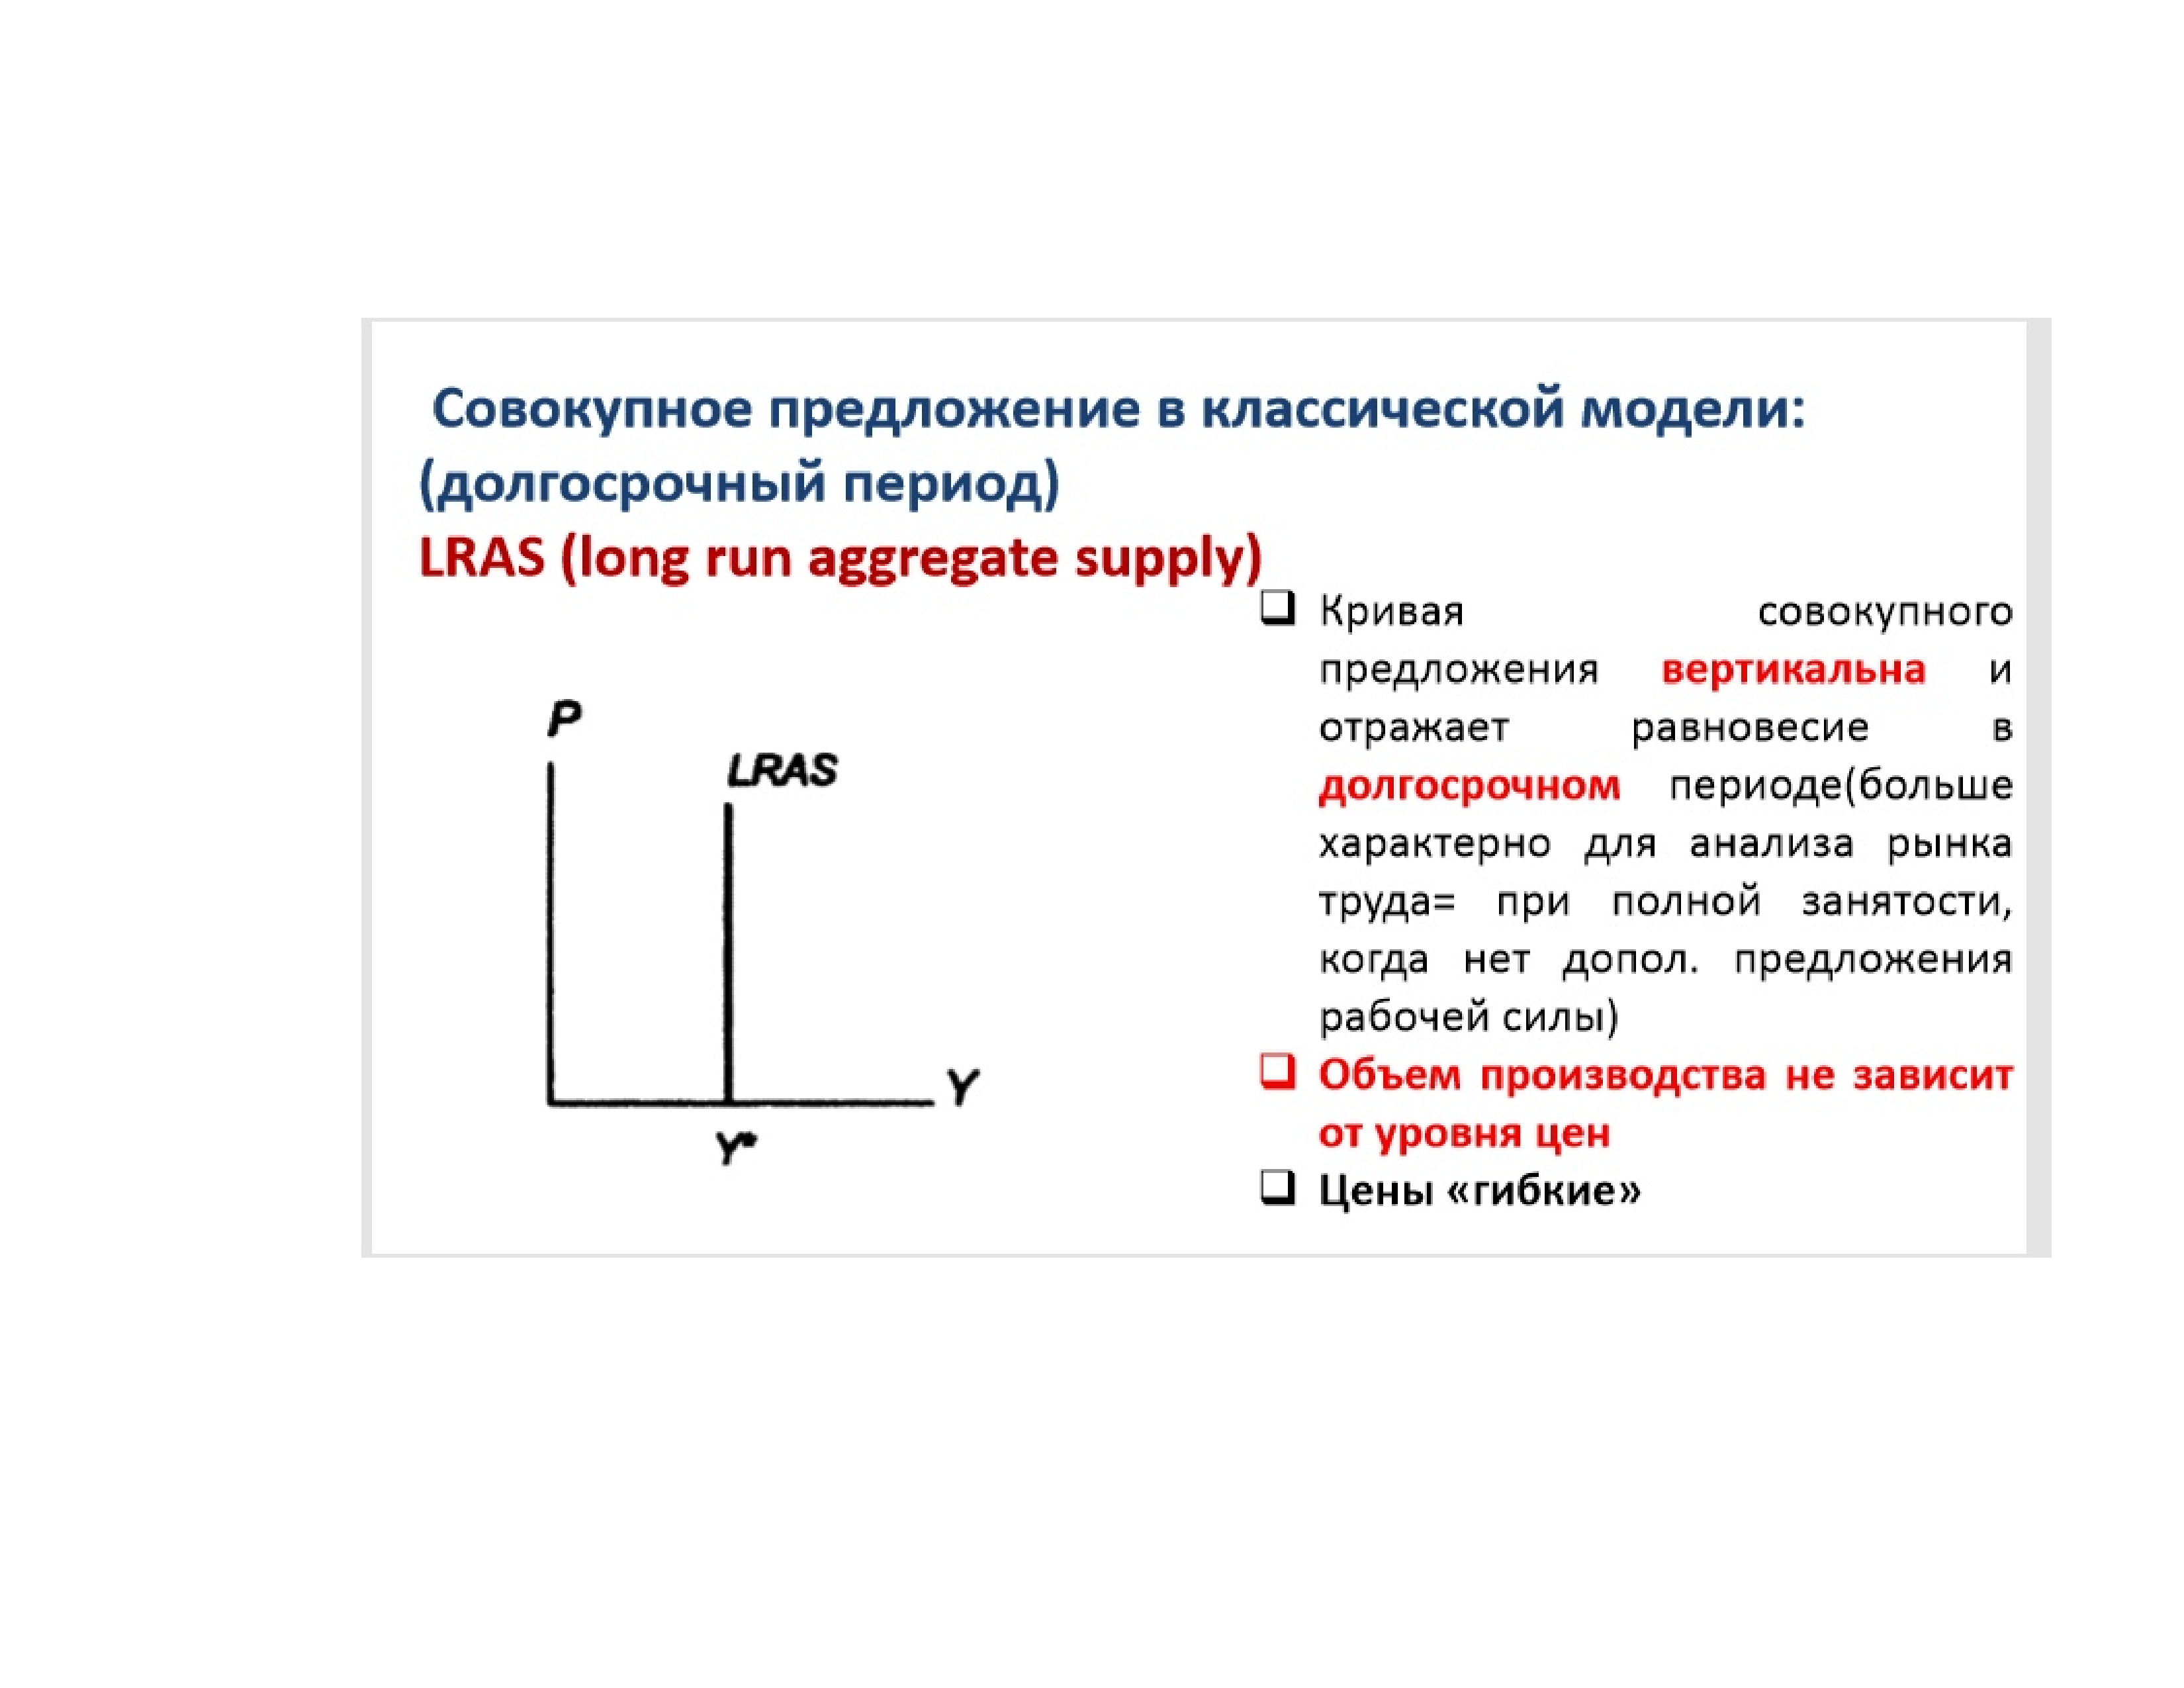 Совокупное предложение в классической модели:
(долгосрочный период)
LRAS (long run aggregate supply)
P
LRAS
Y
Y*
❑ Кривая совокупного
предложения вертикальна и
отражает равновесие в
долгосрочном периоде(больше
характерно для анализа рынка
труда= при полной занятости,
когда нет допол. предложения
рабочей силы)
❑ Объем производства не зависит
от уровня цен
❑ Цены «гибкие»